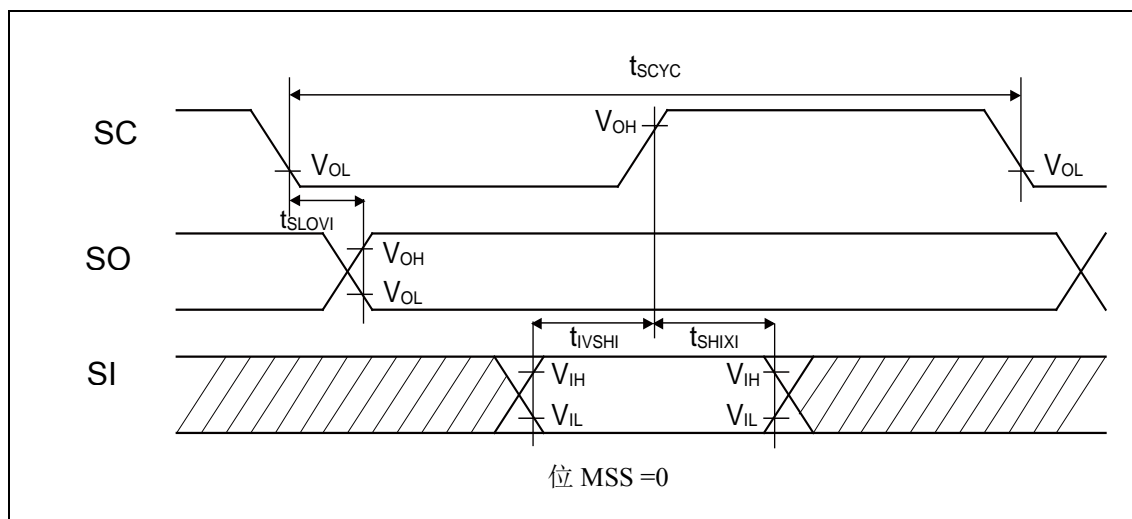 tSCYC
SC
VOH
VOL
VOL
tSLOVI
SO
VOH
VOL
tIVSHI
tSHIXI
SI
VIH
VIH
VIL
VIL
位 MSS =0